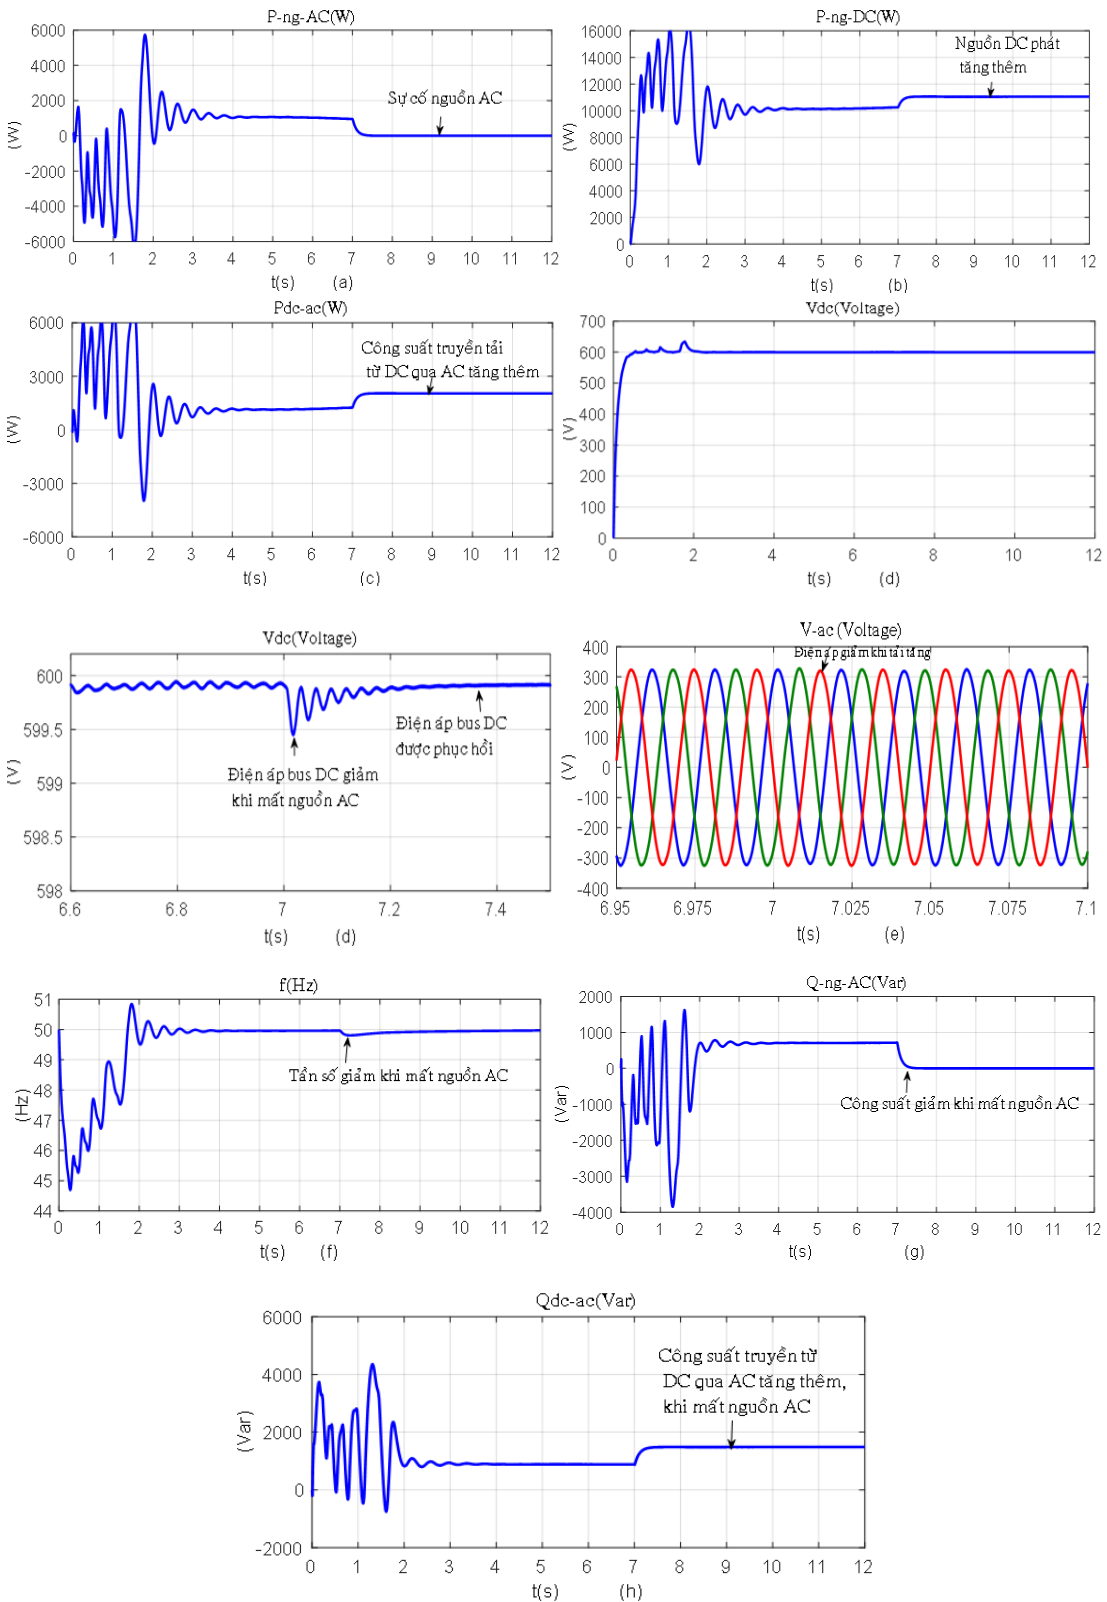 P-ng-AC(W)
6000
4000
2000
0
-2000
-4000
-6000
(W)
Sự cố nguồn AC
0 1 2 3 4 5 6 7 8 9 10 11 12
t(s) (a)
P-ng-DC(W)
16000
14000
12000
10000
8000
6000
4000
2000
0
(W)
Nguồn DC phát
tăng thêm
0 1 2 3 4 5 6 7 8 9 10 11 12
t(s) (b)
Pdc-ac(W)
6000
3000
0
-3000
-6000
(W)
Công suất truyền tải
từ DC qua AC tăng thêm
0 1 2 3 4 5 6 7 8 9 10 11 12
t(s) (c)
Vdc(Voltage)
700
600
500
400
300
200
100
0
(V)
0 2 4 6 8 10 12
t(s) (d)
Vdc(Voltage)
600
599.5
599
598.5
598
(V)
Điện áp bus DC
được phục hồi
Điện áp bus DC giảm
khi mất nguồn AC
6.6 6.8 7 7.2 7.4
t(s) (d)
V-ac (Voltage)
Điện áp giảm khi tải tăng
400
300
200
100
0
-100
-200
-300
-400
(V)
6.95 6.975 7 7.025 7.05 7.075 7.1
t(s) (e)
f(Hz)
51
50
49
48
47
46
45
44
(Hz)
Tần số giảm khi mất nguồn AC
0 1 2 3 4 5 6 7 8 9 10 11 12
t(s) (f)
Q-ng-AC(Var)
2000
1000
0
-1000
-2000
-3000
-4000
(Var)
Công suất giảm khi mất nguồn AC
0 1 2 3 4 5 6 7 8 9 10 11 12
t(s) (g)
Qdc-ac(Var)
6000
4000
2000
0
-2000
(Var)
Công suất truyền từ
DC qua AC tăng thêm,
khi mất nguồn AC
0 1 2 3 4 5 6 7 8 9 10 11 12
t(s) (h)